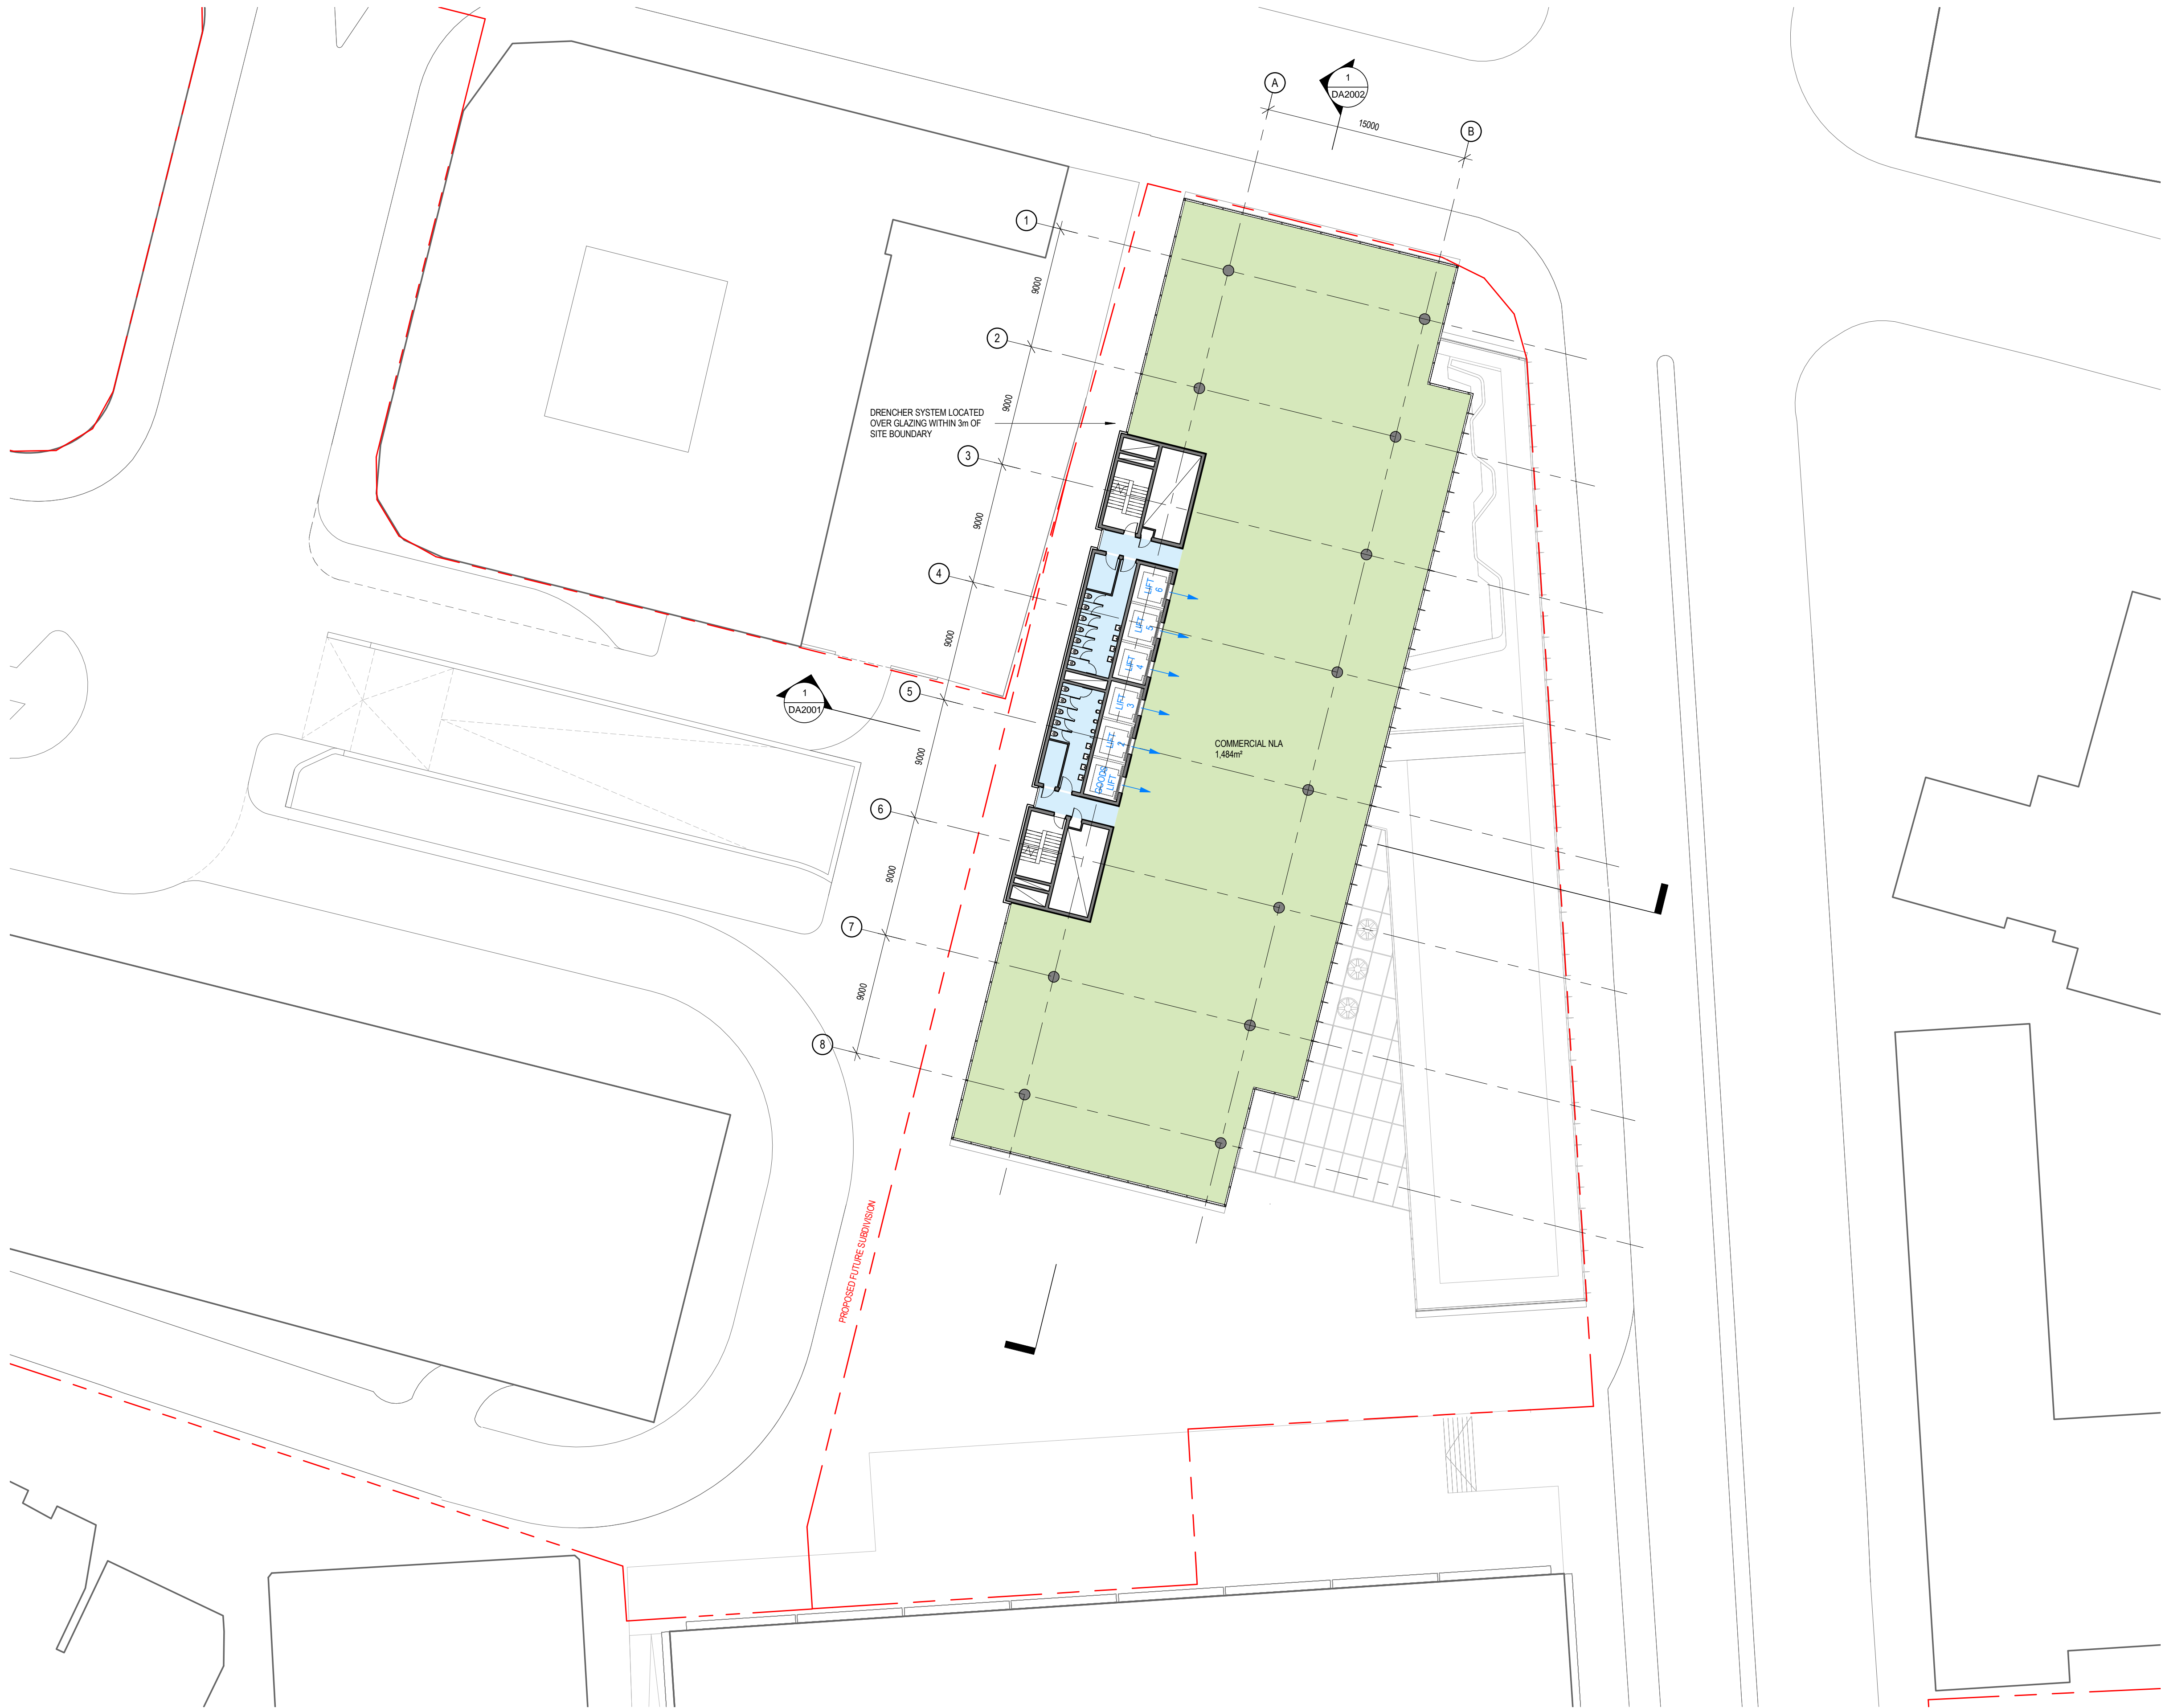 A
1
DA2002
15000
B
1
9000
2
9000
DRENCHER SYSTEM LOCATED
OVER GLAZING WITHIN 3m OF
SITE BOUNDARY
3
9000
4
9000
LIFT
6
LIFT
5
LIFT
4
LIFT
3
LIFT
2
GOODS
LIFT
1
DA2001
5
9000
COMMERCIAL NLA
1,484m²
6
9000
7
9000
8
PROPOSED FUTURE SUBDIVISION